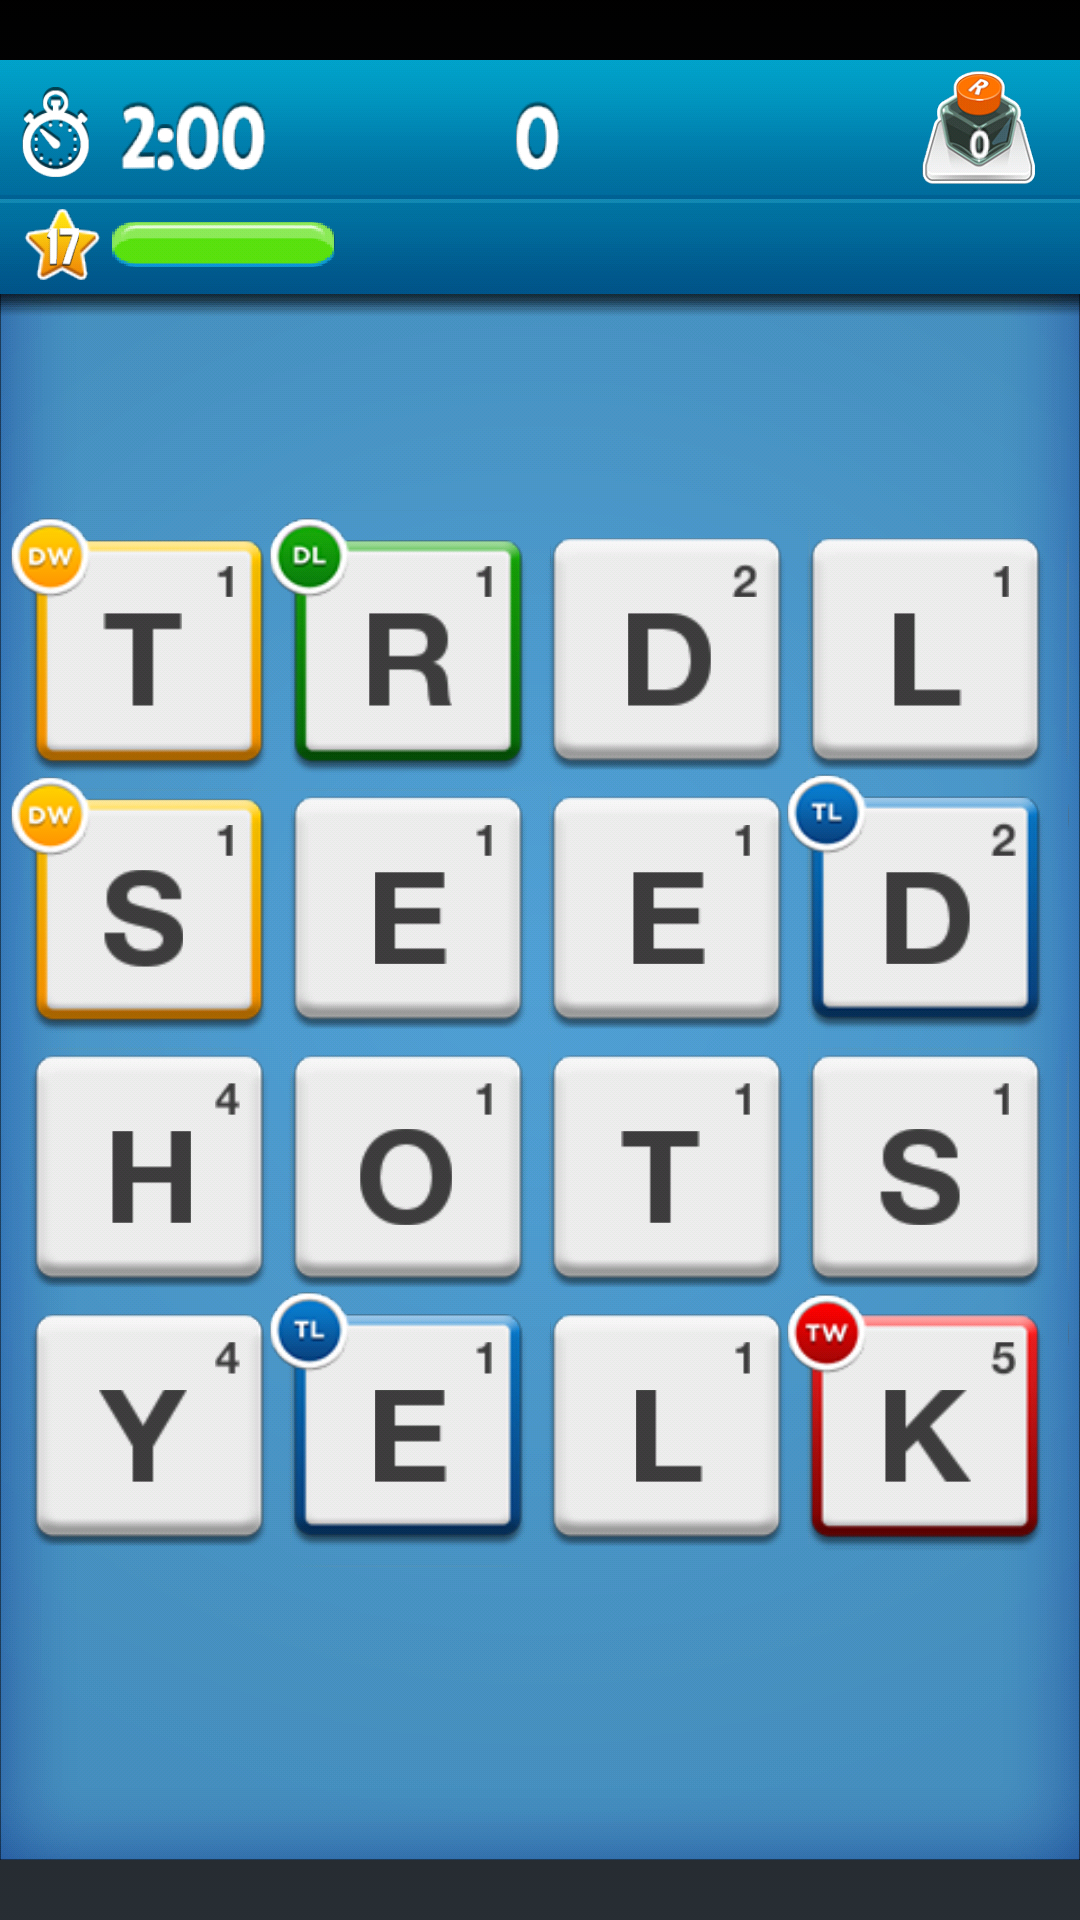 2:00 0 R 0
17
DW 1 DL 1 2 1
T R D L
DW 1 1 1 TL 2
S E E D
4 1 1 1
H O T S
4 TL 1 1 TW 5
Y E L K